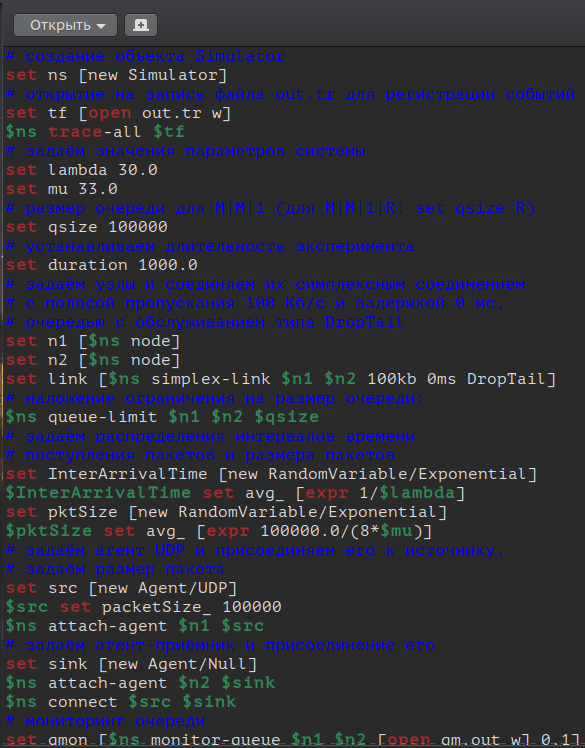 Открыть
# создание объекта Simulator
set ns [new Simulator]
# открытие на запись файла out.tr для регистрации событий
set tf [open out.tr w]
$ns trace-all $tf
# задаём значения параметров системы
set lambda 30.0
set mu 33.0
# размер очереди для M|M|1 (для M|M|1|R: set qsize R)
set qsize 100000
# устанавливаем длительность эксперимента
set duration 1000.0
# задаём узлы и соединяем их симплексным соединением
# с полосой пропускания 100 Кб/с и задержкой 0 мс,
# очередью с обслуживанием типа DropTail
set n1 [$ns node]
set n2 [$ns node]
set link [$ns simplex-link $n1 $n2 100kb 0ms DropTail]
# наложение ограничения на размер очереди:
$ns queue-limit $n1 $n2 $qsize
# задаём распределения интервалов времени
# поступления пакетов и размера пакетов
set InterArrivalTime [new RandomVariable/Exponential]
$InterArrivalTime set avg_ [expr 1/$lambda]
set pktSize [new RandomVariable/Exponential]
$pktSize set avg_ [expr 100000.0/(8*$mu)]
# задаём агент UDP и присоединяем его к источнику,
# задаём размер пакета
set src [new Agent/UDP]
$src set packetSize_ 100000
$ns attach-agent $n1 $src
# задаём агент-приёмник и присоединение его
set sink [new Agent/Null]
$ns attach-agent $n2 $sink
$ns connect $src $sink
# мониторинг очереди
set qmon [$ns monitor-queue $n1 $n2 [open qm.out w] 0.1]